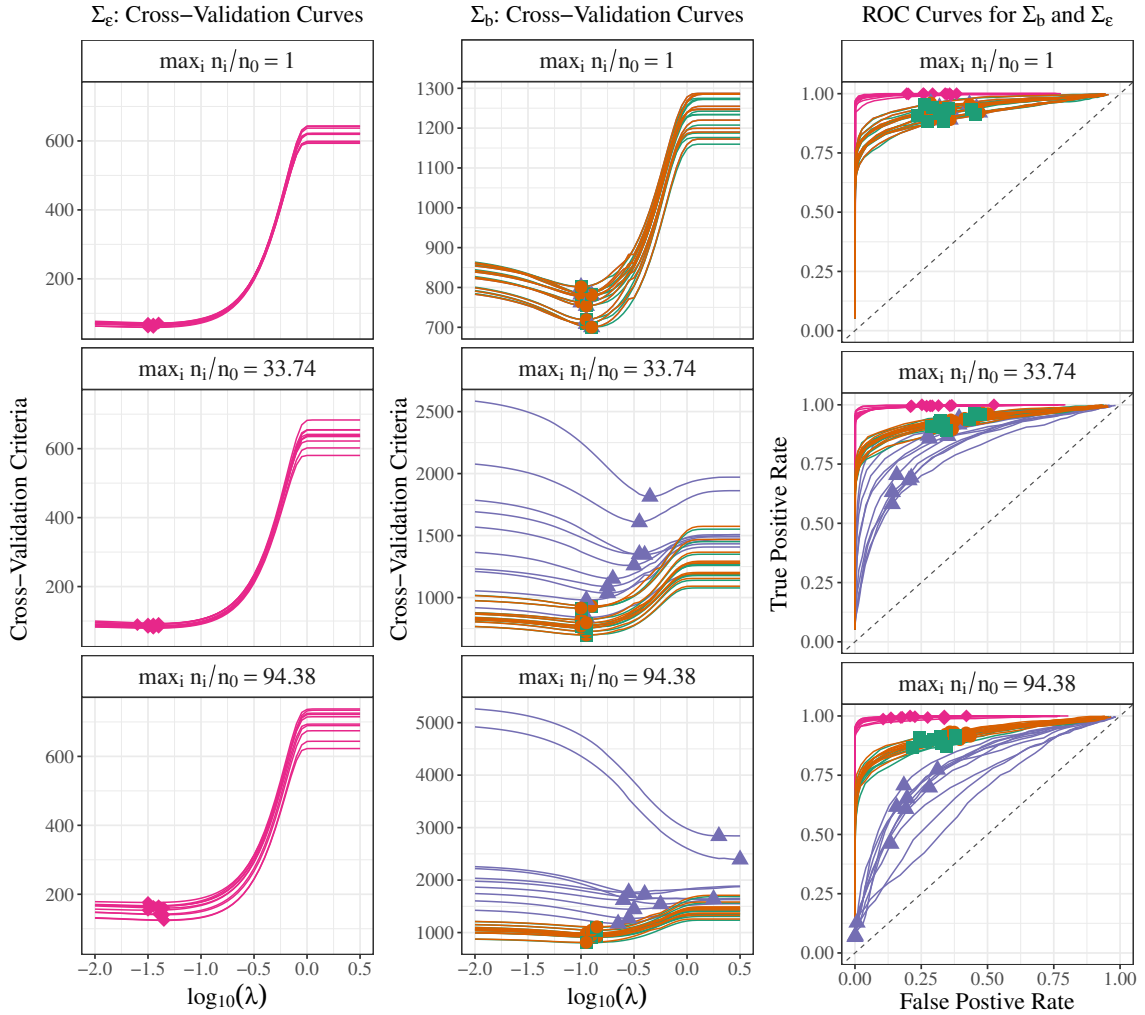 Σε: Cross−Validation Curves
Σb: Cross−Validation Curves
ROC Curves for Σb and Σε
maxi ni/n0 = 1
maxi ni/n0 = 1
maxi ni/n0 = 1
600
400
200
1300
1200
1100
1000
900
800
700
1.00
0.75
0.50
0.25
0.00
maxi ni/n0 = 33.74
maxi ni/n0 = 33.74
maxi ni/n0 = 33.74
Cross−Validation Criteria
600
400
200
Cross−Validation Criteria
2500
2000
1500
1000
True Positive Rate
1.00
0.75
0.50
0.25
0.00
maxi ni/n0 = 94.38
maxi ni/n0 = 94.38
maxi ni/n0 = 94.38
600
400
200
5000
4000
3000
2000
1000
1.00
0.75
0.50
0.25
0.00
−2.0 −1.5 −1.0 −0.5 0.0 0.5
−2.0 −1.5 −1.0 −0.5 0.0 0.5
0.00 0.25 0.50 0.75 1.00
log10(λ)
log10(λ)
False Postive Rate